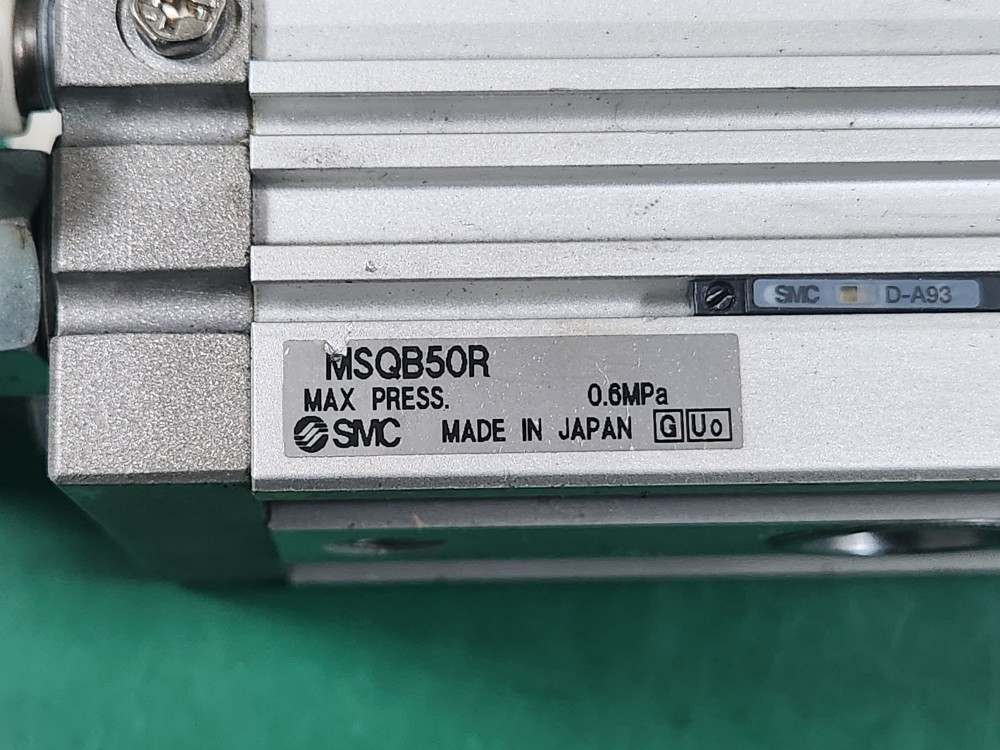 SMC D-A93
MSQB50R
MAX PRESS. 0.6MPa
SMC MADE IN JAPAN G Uo